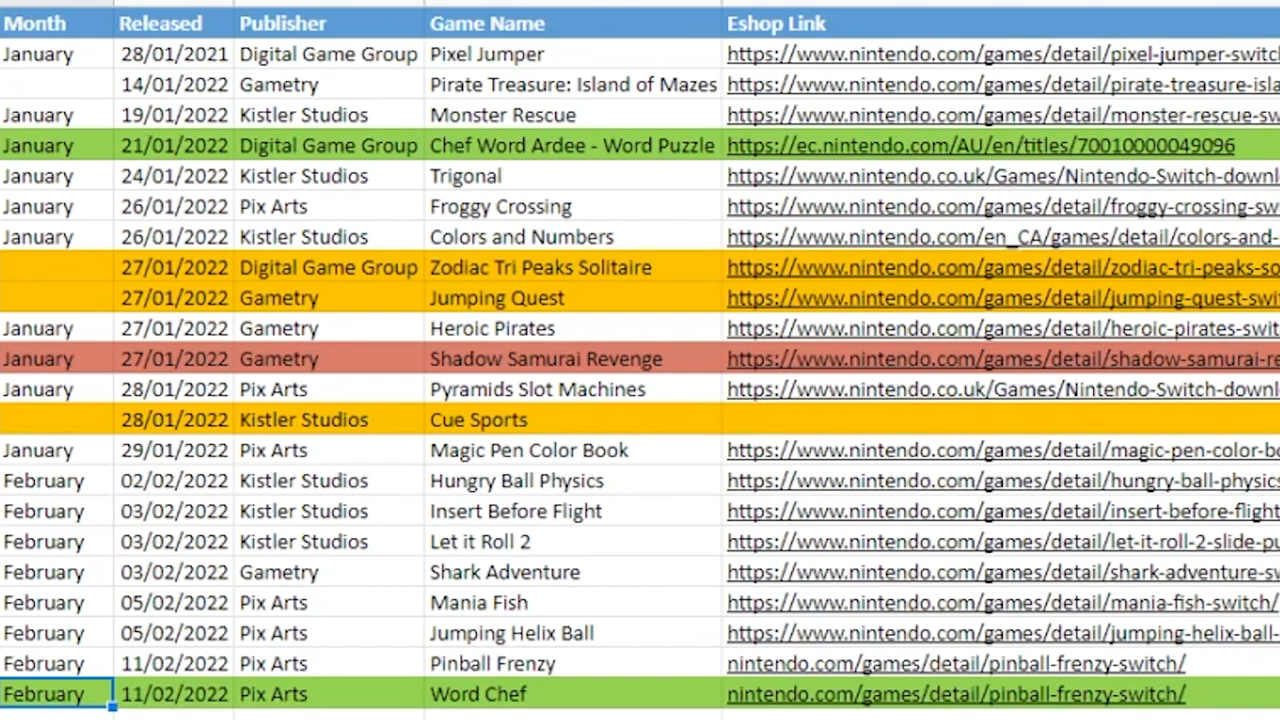 Month Released Publisher Game Name Eshop Link
January 28/01/2021 Digital Game Group Pixel Jumper https://www.nintendo.com/games/detail/pixel-jumper-switch
14/01/2022 Gametry Pirate Treasure: Island of Mazes https://www.nintendo.com/games/detail/pirate-treasure-isla
January 19/01/2022 Kistler Studios Monster Rescue https://www.nintendo.com/games/detail/monster-rescue-sw
January 21/01/2022 Digital Game Group Chef Word Ardee - Word Puzzle https://ec.nintendo.com/AU/en/titles/70010000049096
January 24/01/2022 Kistler Studios Trigonal https://www.nintendo.co.uk/Games/Nintendo-Switch-downl
January 26/01/2022 Pix Arts Froggy Crossing https://www.nintendo.com/games/detail/froggy-crossing-sw
January 26/01/2022 Kistler Studios Colors and Numbers https://www.nintendo.com/en_CA/games/detail/colors-and-
27/01/2022 Digital Game Group Zodiac Tri Peaks Solitaire https://www.nintendo.com/games/detail/zodiac-tri-peaks-so
27/01/2022 Gametry Jumping Quest https://www.nintendo.com/games/detail/jumping-quest-swit
January 27/01/2022 Gametry Heroic Pirates https://www.nintendo.com/games/detail/heroic-pirates-swit
January 27/01/2022 Gametry Shadow Samurai Revenge https://www.nintendo.com/games/detail/shadow-samurai-re
January 28/01/2022 Pix Arts Pyramids Slot Machines https://www.nintendo.co.uk/Games/Nintendo-Switch-downl
28/01/2022 Kistler Studios Cue Sports
January 29/01/2022 Pix Arts Magic Pen Color Book https://www.nintendo.com/games/detail/magic-pen-color-bo
February 02/02/2022 Kistler Studios Hungry Ball Physics https://www.nintendo.com/games/detail/hungry-ball-physics
February 03/02/2022 Kistler Studios Insert Before Flight https://www.nintendo.com/games/detail/insert-before-flight
February 03/02/2022 Kistler Studios Let it Roll 2 https://www.nintendo.com/games/detail/let-it-roll-2-slide-pu
February 03/02/2022 Gametry Shark Adventure https://www.nintendo.com/games/detail/shark-adventure-sw
February 05/02/2022 Pix Arts Mania Fish https://www.nintendo.com/games/detail/mania-fish-switch/
February 05/02/2022 Pix Arts Jumping Helix Ball https://www.nintendo.com/games/detail/jumping-helix-ball-
February 11/02/2022 Pix Arts Pinball Frenzy nintendo.com/games/detail/pinball-frenzy-switch/
February 11/02/2022 Pix Arts Word Chef nintendo.com/games/detail/pinball-frenzy-switch/